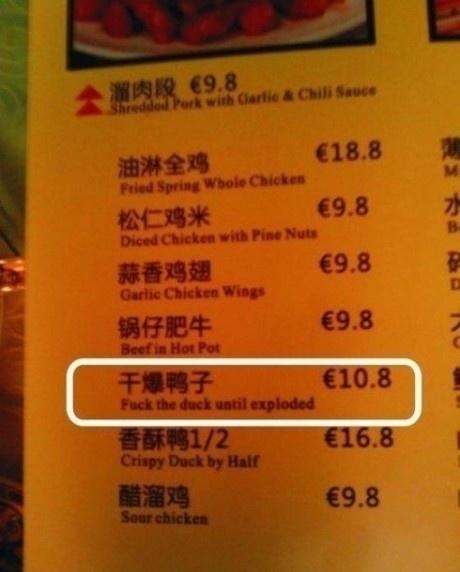 溜肉段 €9.8
Shredded Pork with Garlic & Chili Sauce
油淋全鸡 €18.8
Fried Spring Whole Chicken
松仁鸡米 €9.8
Diced Chicken with Pine Nuts
蒜香鸡翅 €9.8
Garlic Chicken Wings
锅仔肥牛 €9.8
Beef in Hot Pot
干爆鸭子 €10.8
Fuck the duck until exploded
香酥鸭1/2 €16.8
Crispy Duck by Half
醋溜鸡 €9.8
Sour chicken